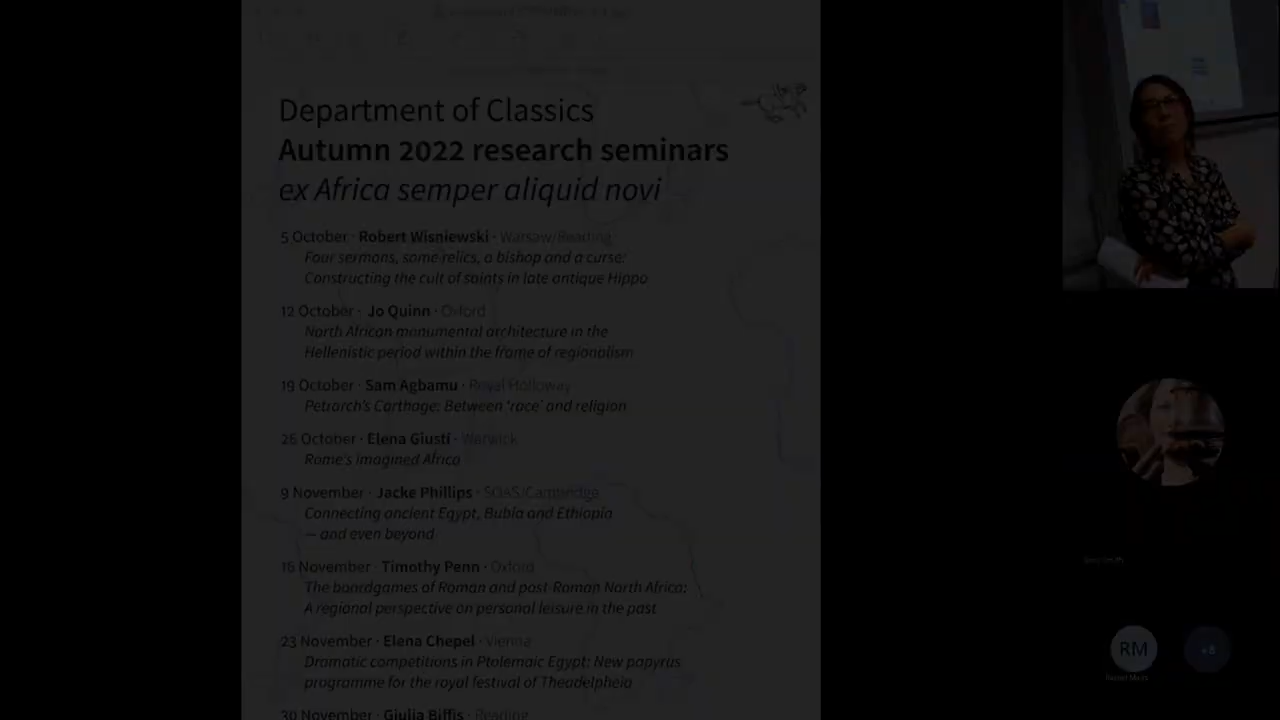 Department of Classics
Autumn 2022 research seminars
ex Africa semper aliquid novi
5 October · Robert Wisniewski · Warsaw/Reading
Four sermons, some relics, a bishop and a curse:
Constructing the cult of saints in late antique Hippo
12 October · Jo Quinn · Oxford
North African monumental architecture in the
Hellenistic period within the frame of regionalism
19 October · Sam Agbamu · Royal Holloway
Petrarch's Carthage: Between 'race' and religion
26 October · Elena Giusti · Warwick
Rome's imagined Africa
9 November · Jacke Phillips · SOAS/Cambridge
Connecting ancient Egypt, Bubia and Ethiopia
— and even beyond
16 November · Timothy Penn · Oxford
The boardgames of Roman and post-Roman North Africa:
A regional perspective on personal leisure in the past
23 November · Elena Chepel · Vienna
Dramatic competitions in Ptolemaic Egypt: New papyrus
programme for the royal festival of Theadelpheia
30 November · Giulia Biffis · Reading
RM
+8